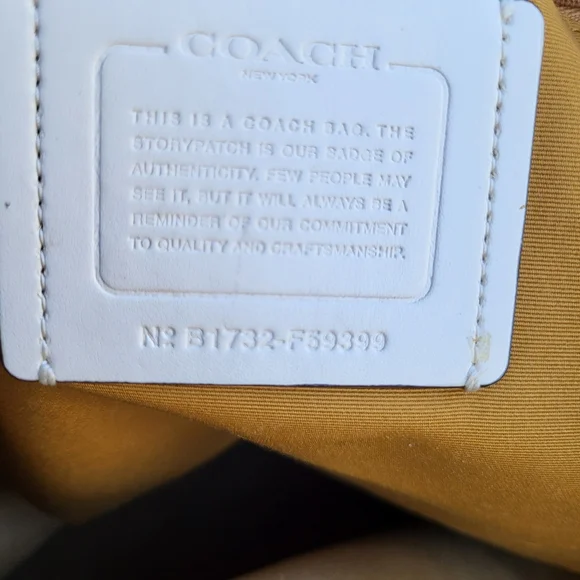 COACH
NEW YORK
THIS IS A COACH BAG. THE
STORYPATCH IS OUR BADGE OF
AUTHENTICITY. FEW PEOPLE MAY
SEE IT, BUT IT WILL ALWAYS BE A
REMINDER OF OUR COMMITMENT
TO QUALITY AND CRAFTSMANSHIP.
Nº B1732-F59399